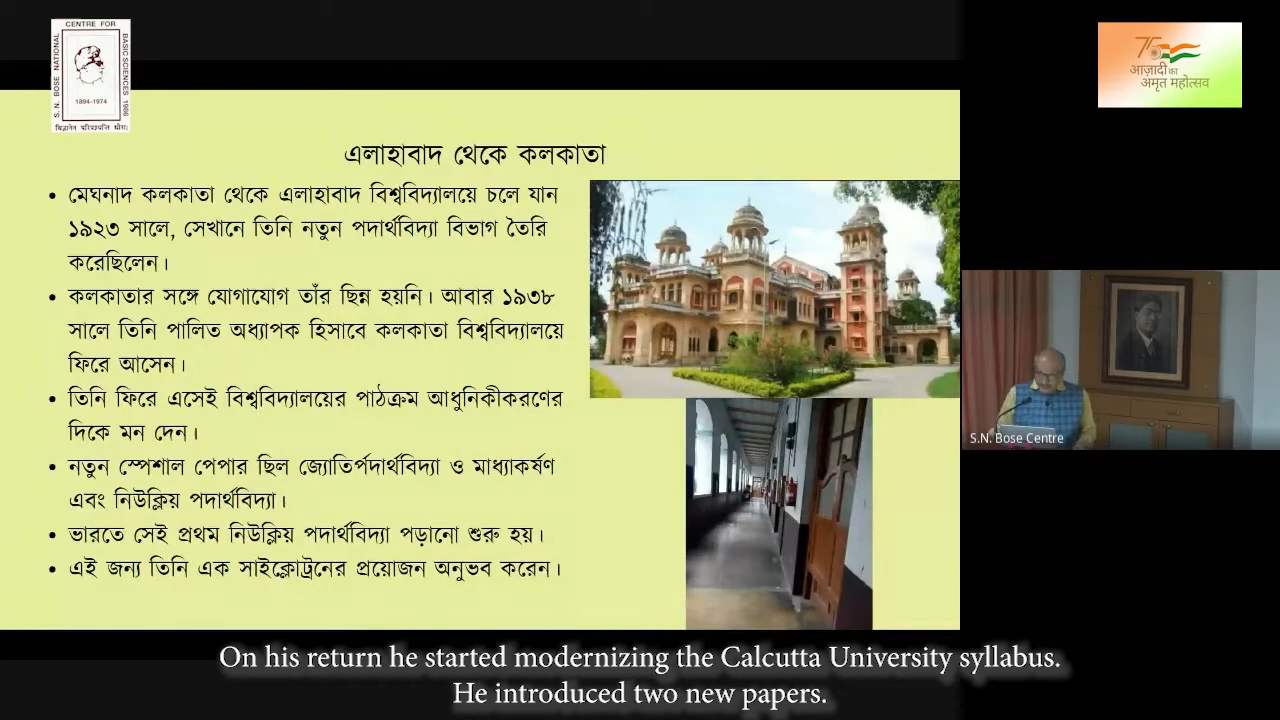 CENTRE FOR
S. N. BOSE NATIONAL
BASIC SCIENCES 1986
1894-1974
75
आज़ादी का
अमृत महोत्सव
এলাহাবাদ থেকে কলকাতা
• মেঘনাদ কলকাতা থেকে এলাহাবাদ বিশ্ববিদ্যালয়ে চলে যান
১৯২৩ সালে, সেখানে তিনি নতুন পদার্থবিদ্যা বিভাগ তৈরি
করেছিলেন।
• কলকাতার সঙ্গে যোগাযোগ তাঁর ছিন্ন হয়নি। আবার ১৯৩৮
সালে তিনি পালিত অধ্যাপক হিসাবে কলকাতা বিশ্ববিদ্যালয়ে
ফিরে আসেন।
• তিনি ফিরে এসেই বিশ্ববিদ্যালয়ের পাঠক্রম আধুনিকীকরণের
দিকে মন দেন।
• নতুন স্পেশাল পেপার ছিল জ্যোতির্পদার্থবিদ্যা ও মাধ্যাকর্ষণ
এবং নিউক্লিয় পদার্থবিদ্যা।
• ভারতে সেই প্রথম নিউক্লিয় পদার্থবিদ্যা পড়ানো শুরু হয়।
• এই জন্য তিনি এক সাইক্লোট্রনের প্রয়োজন অনুভব করেন।
S.N. Bose Centre
On his return he started modernizing the Calcutta University syllabus.
He introduced two new papers.